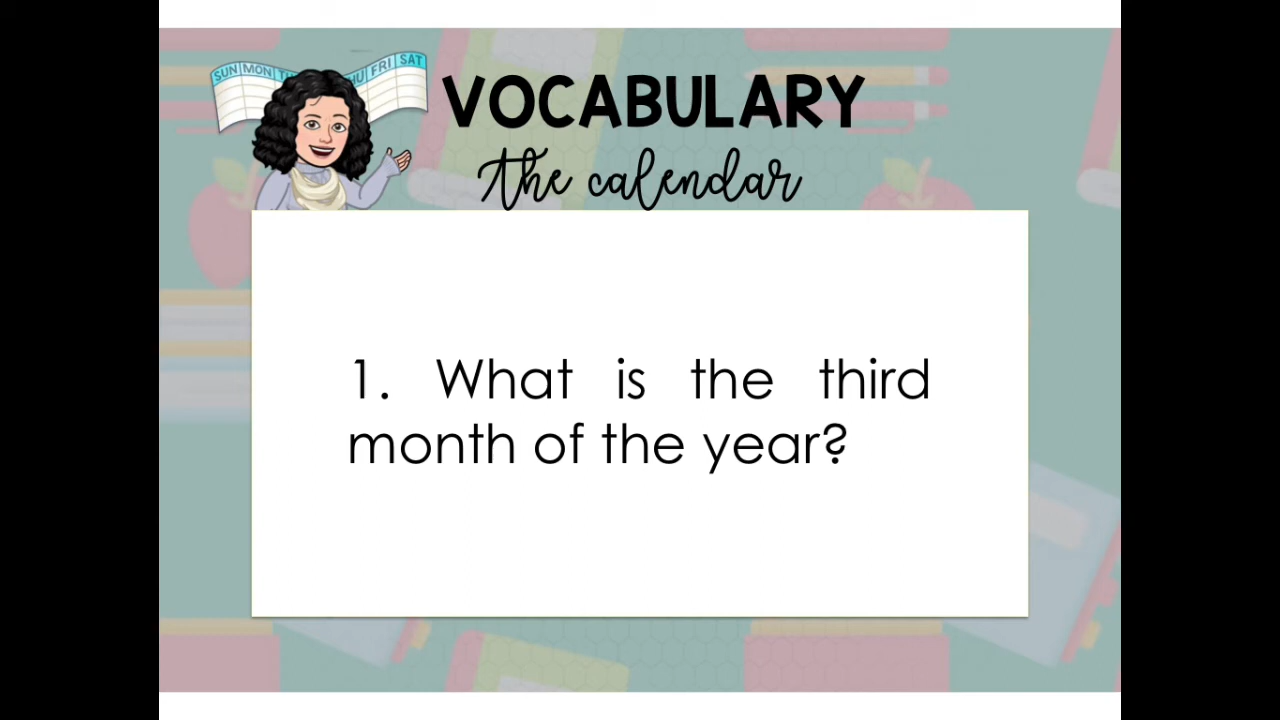 SUN MON FRI SAT
VOCABULARY
the calendar
1. What is the third
month of the year?